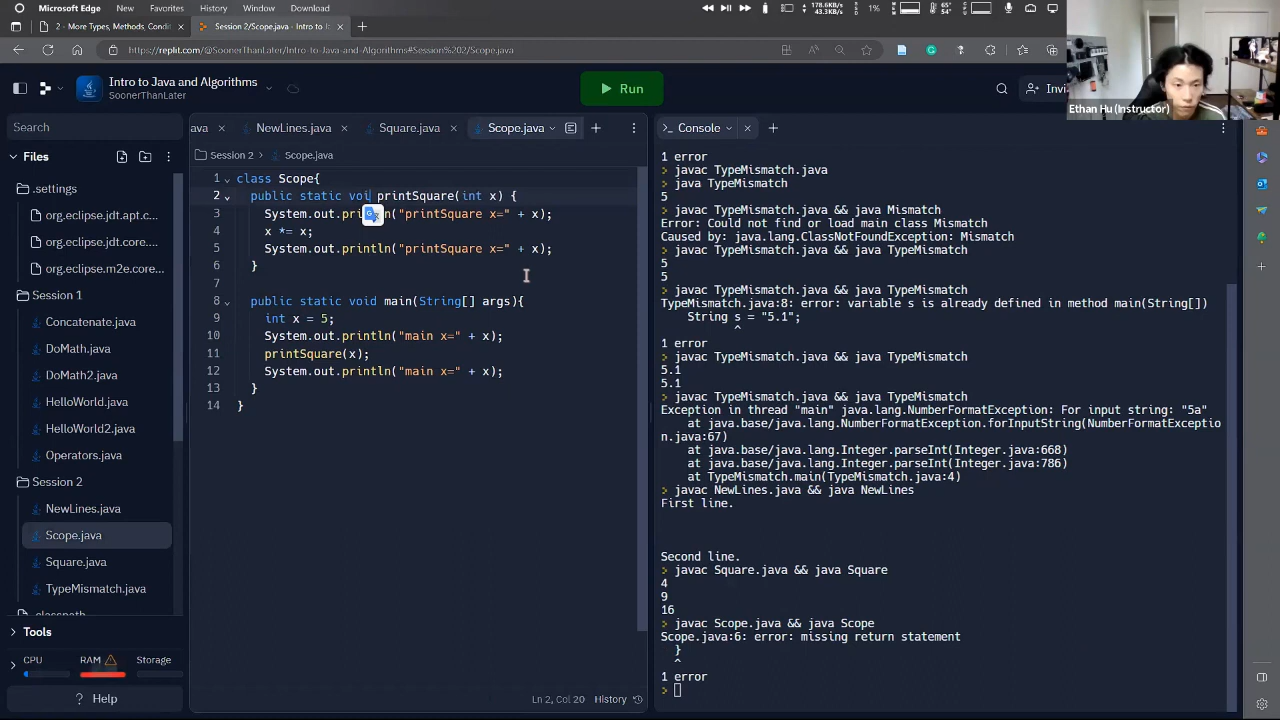 Microsoft Edge File Edit View History Window
178.6KB/s
43.3KB/s
1%
65°
54°
2 - More Types, Methods, Condit
Session 2/Scope.java - Intro to J
https://replit.com/@SoonerThanLater/Intro-to-Java-and-Algorithms#Session%202/Scope.java
Intro to Java and Algorithms
SoonerThanLater
Run
Invi
Ethan Hu (Instructor)
Search
ava
NewLines.java
Square.java
Scope.java
Console
Files
Session 2 Scope.java
.settings
org.eclipse.jdt.apt.c...
org.eclipse.jdt.core....
org.eclipse.m2e.core...
Session 1
Concatenate.java
DoMath.java
DoMath2.java
HelloWorld.java
HelloWorld2.java
Operators.java
Session 2
NewLines.java
Scope.java
Square.java
TypeMismatch.java
.classpath
Tools
CPU RAM Storage
? Help
1 class Scope{
2 public static voi printSquare(int x) {
3 System.out.println("printSquare x=" + x);
4 x *= x;
5 System.out.println("printSquare x=" + x);
6 }
7
8 public static void main(String[] args){
9 int x = 5;
10 System.out.println("main x=" + x);
11 printSquare(x);
12 System.out.println("main x=" + x);
13 }
14 }
Ln 2, Col 20 History
1 error
> javac TypeMismatch.java
> java TypeMismatch
5
> javac TypeMismatch.java && java Mismatch
Error: Could not find or load main class Mismatch
Caused by: java.lang.ClassNotFoundException: Mismatch
> javac TypeMismatch.java && java TypeMismatch
5
5
> javac TypeMismatch.java && java TypeMismatch
TypeMismatch.java:8: error: variable s is already defined in method main(String[])
String s = "5.1";
^
1 error
> javac TypeMismatch.java && java TypeMismatch
5.1
5.1
> javac TypeMismatch.java && java TypeMismatch
Exception in thread "main" java.lang.NumberFormatException: For input string: "5a"
at java.base/java.lang.NumberFormatException.forInputString(NumberFormatExceptio
n.java:67)
at java.base/java.lang.Integer.parseInt(Integer.java:668)
at java.base/java.lang.Integer.parseInt(Integer.java:786)
at TypeMismatch.main(TypeMismatch.java:4)
> javac NewLines.java && java NewLines
First line.
Second line.
> javac Square.java && java Square
4
9
16
> javac Scope.java && java Scope
Scope.java:6: error: missing return statement
}
^
1 error
>